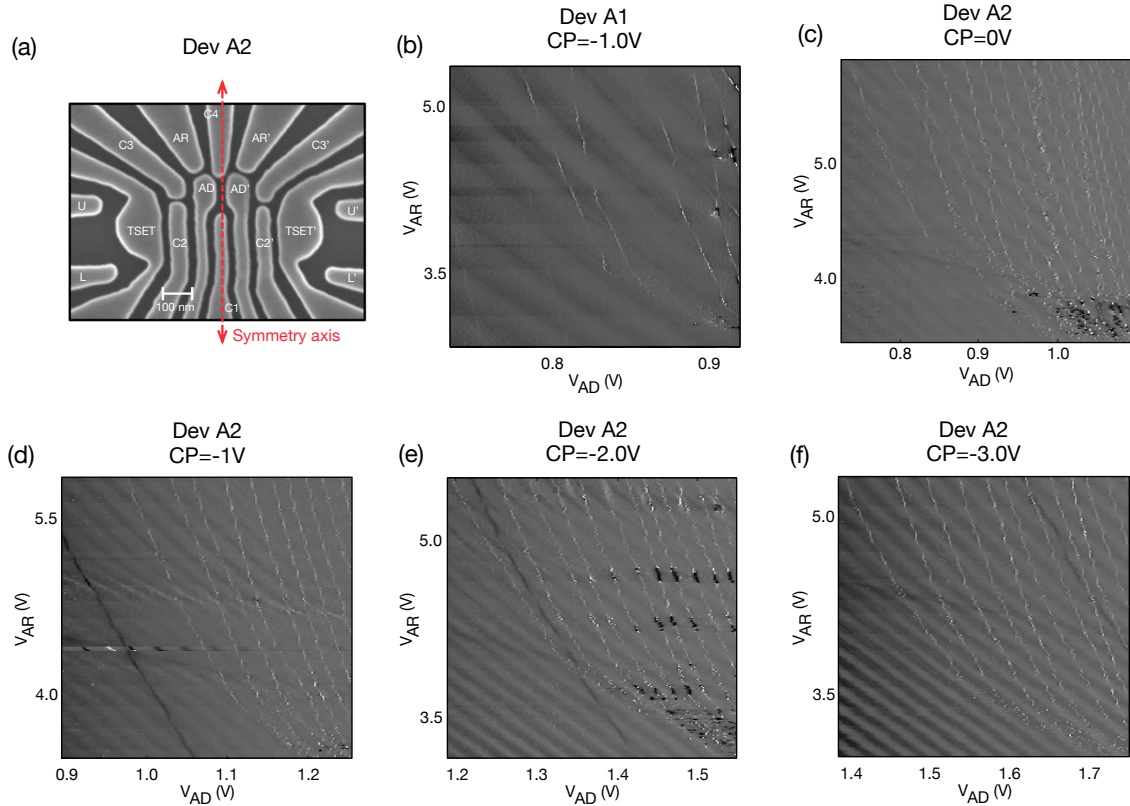 (a)
Dev A2
C4
AR
AR'
C3
C3'
AD
AD'
U
U'
TSET
TSET'
C2
C2'
L
L'
100 nm
C1
Symmetry axis
(b)
Dev A1
CP=-1.0V
5.0
3.5
V_AR (V)
0.8
0.9
V_AD (V)
(c)
Dev A2
CP=0V
5.0
4.0
V_AR (V)
0.8
0.9
1.0
V_AD (V)
(d)
Dev A2
CP=-1V
5.5
4.0
V_AR (V)
0.9
1.0
1.1
1.2
V_AD (V)
(e)
Dev A2
CP=-2.0V
5.0
3.5
V_AR (V)
1.2
1.3
1.4
1.5
V_AD (V)
(f)
Dev A2
CP=-3.0V
5.0
3.5
V_AR (V)
1.4
1.5
1.6
1.7
V_AD (V)